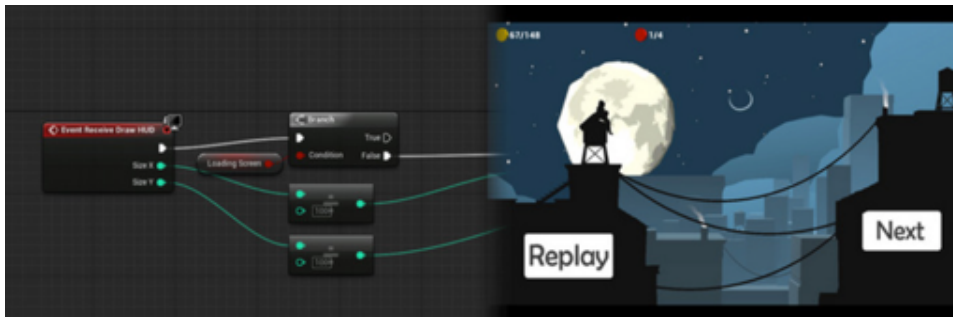 Event Receive Draw HUD
Size X
Size Y
Loading Screen
Branch
Condition
True
False
67/148
1/4
Replay
Next